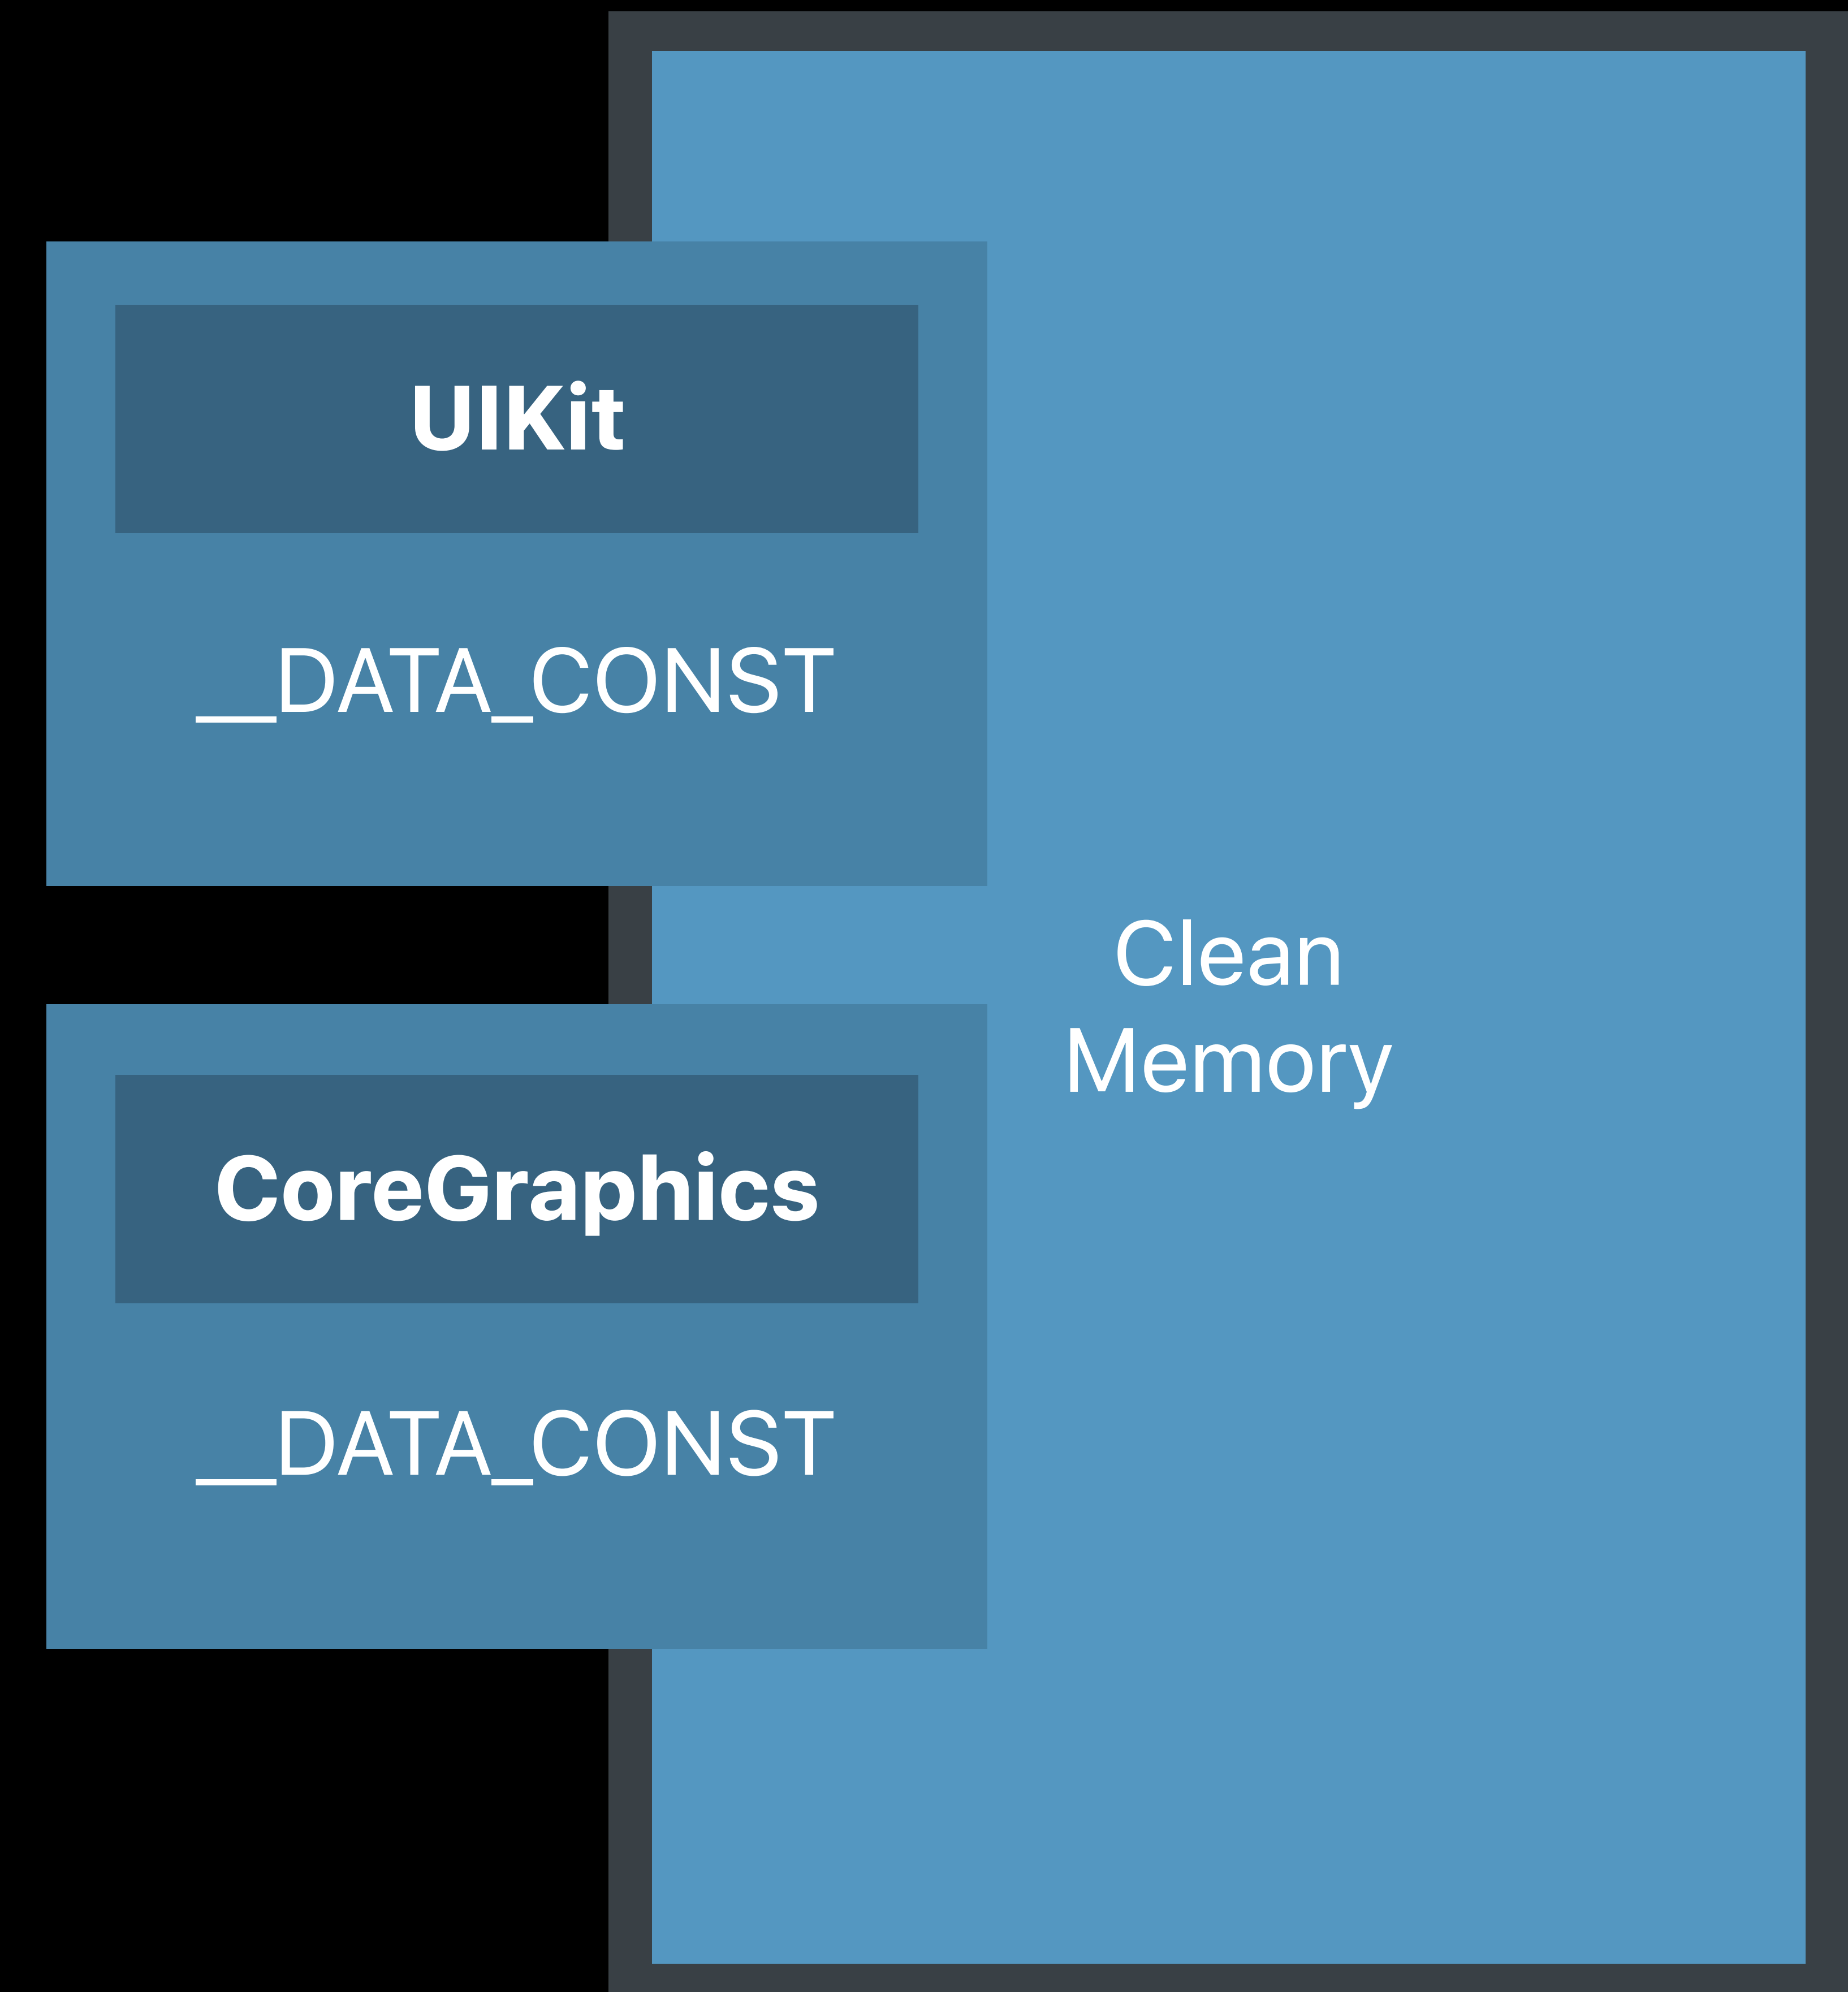 UIKit
__DATA_CONST
Clean
Memory
CoreGraphics
__DATA_CONST